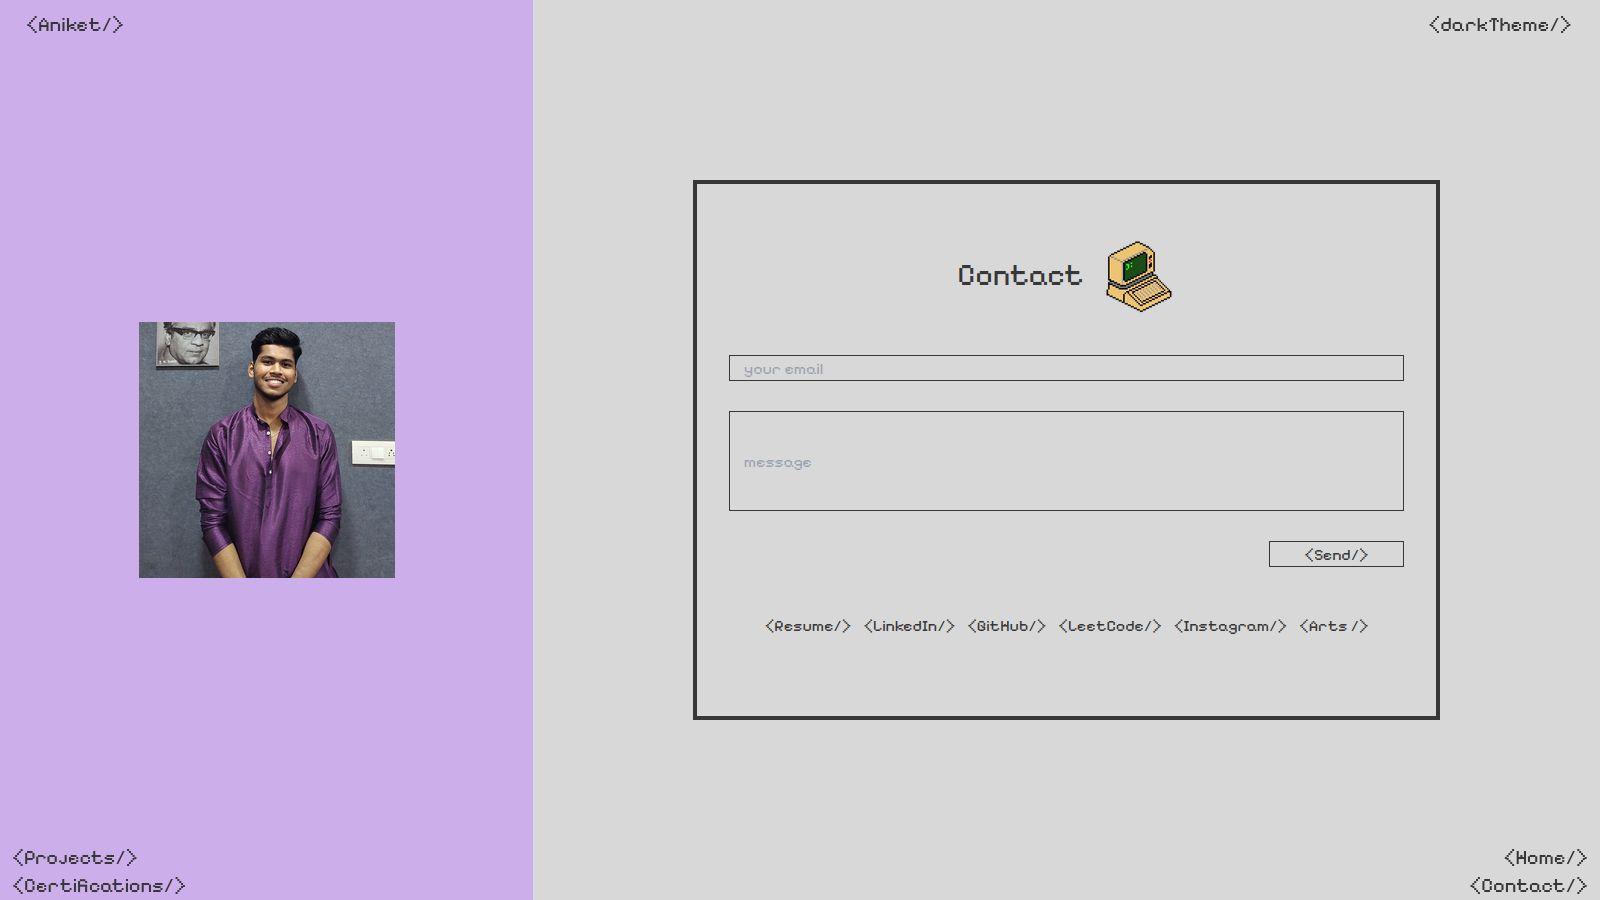 <Aniket/>
<darkTheme/>
Contact
your email
message
<Send/>
<Resume/> <LinkedIn/> <GitHub/> <LeetCode/> <Instagram/> <Arts />
<Projects/>
<Certifications/>
<Home/>
<Contact/>